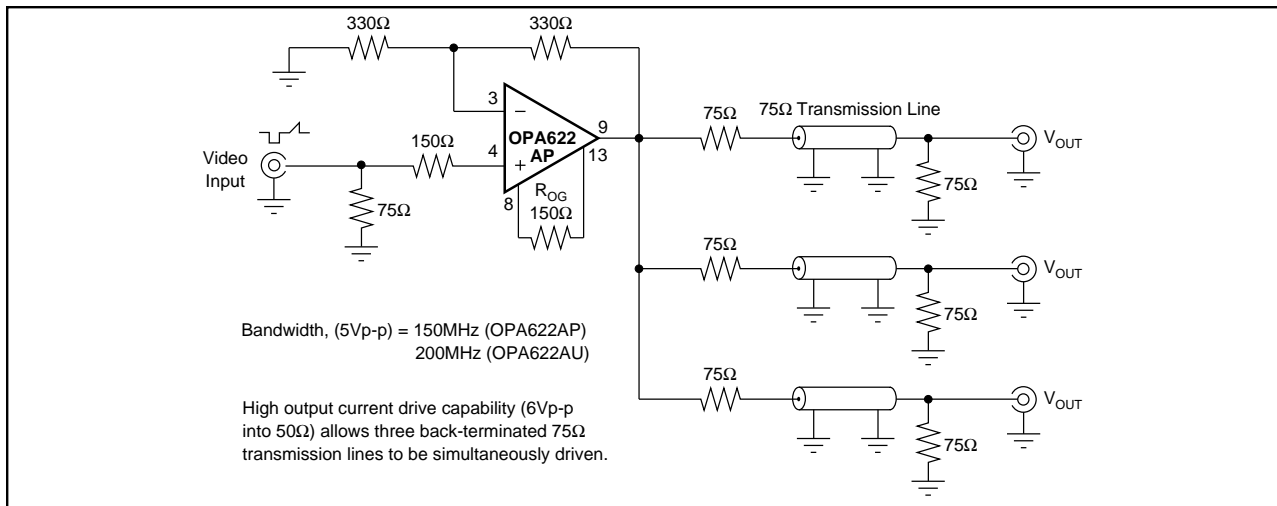 330Ω
330Ω
3
−
OPA622
AP
9
13
4
+
8
R_OG
150Ω
150Ω
Video
Input
75Ω
75Ω
75Ω Transmission Line
75Ω
V_OUT
75Ω
75Ω
V_OUT
75Ω
75Ω
V_OUT
Bandwidth, (5Vp-p) = 150MHz (OPA622AP)
200MHz (OPA622AU)
High output current drive capability (6Vp-p
into 50Ω) allows three back-terminated 75Ω
transmission lines to be simultaneously driven.